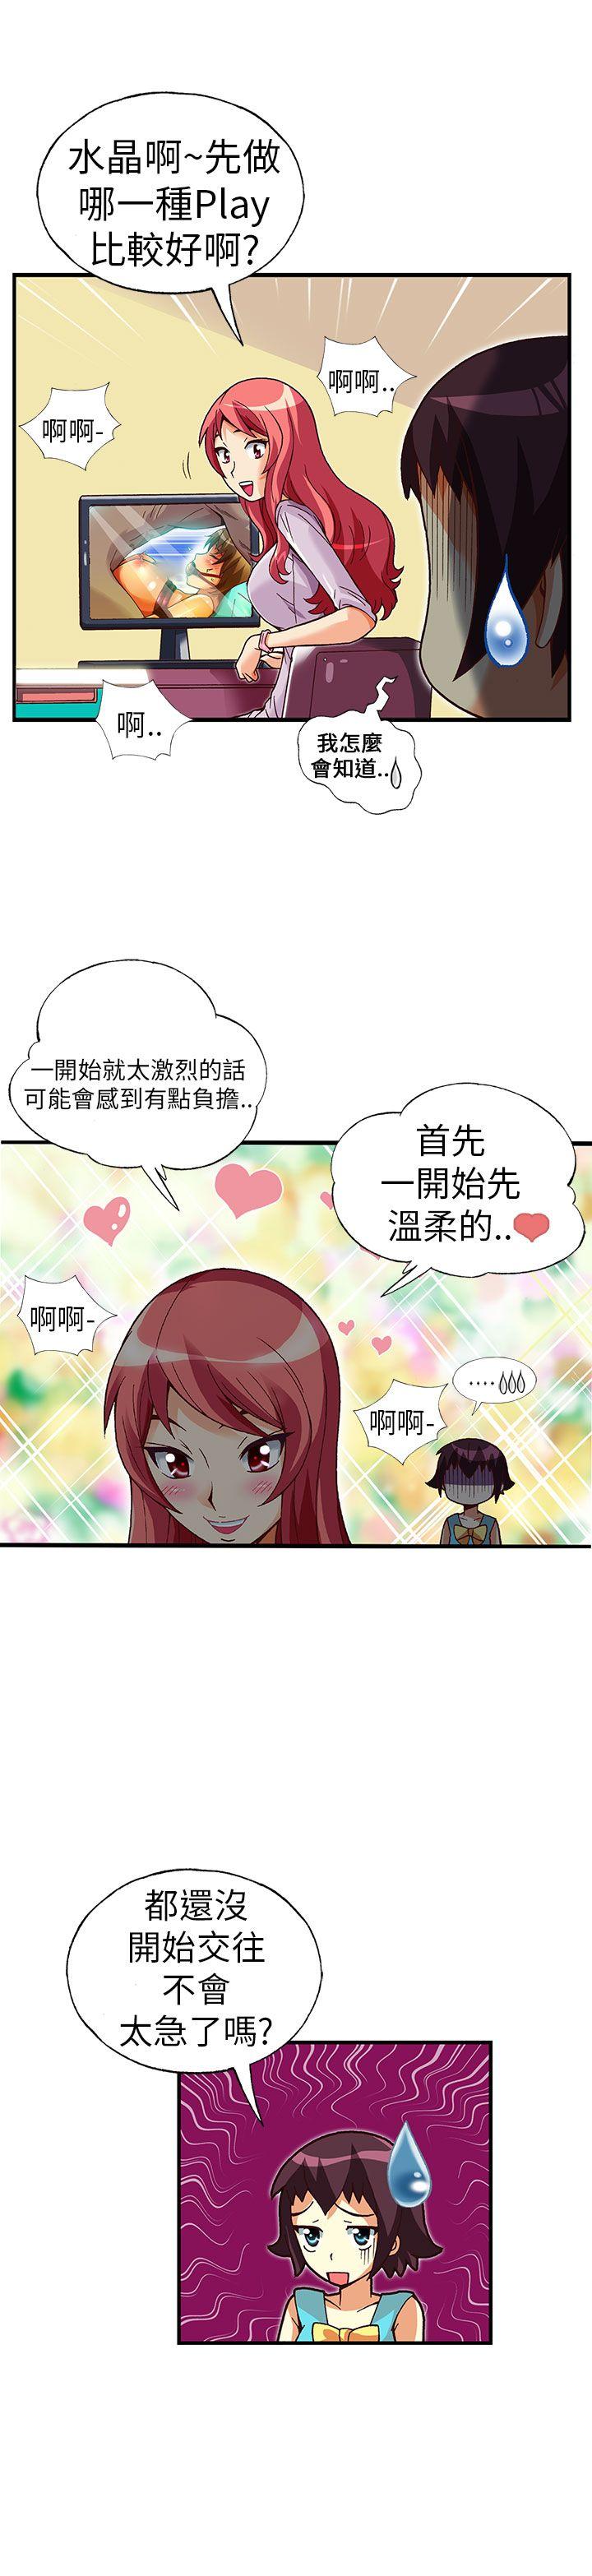 水晶啊~先做
哪一種Play
比較好啊?
啊啊..
啊啊-
啊..
我怎麼
會知道..
一開始就太激烈的話
可能會感到有點負擔..
首先
一開始先
溫柔的..❤
啊啊-
....
啊啊-
都還沒
開始交往
不會
太急了嗎?